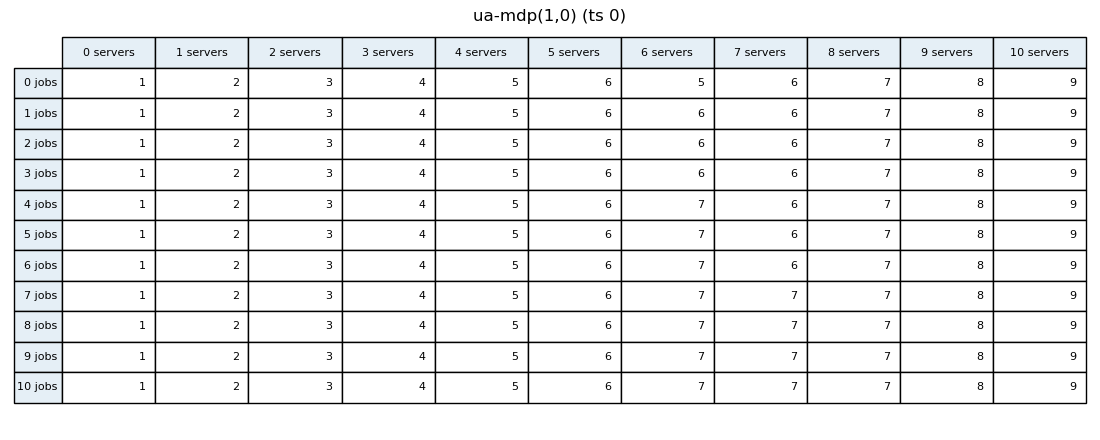 ua-mdp(1,0) (ts 0)
0 servers 1 servers 2 servers 3 servers 4 servers 5 servers 6 servers 7 servers 8 servers 9 servers 10 servers
0 jobs 1 2 3 4 5 6 5 6 7 8 9
1 jobs 1 2 3 4 5 6 6 6 7 8 9
2 jobs 1 2 3 4 5 6 6 6 7 8 9
3 jobs 1 2 3 4 5 6 6 6 7 8 9
4 jobs 1 2 3 4 5 6 7 6 7 8 9
5 jobs 1 2 3 4 5 6 7 6 7 8 9
6 jobs 1 2 3 4 5 6 7 6 7 8 9
7 jobs 1 2 3 4 5 6 7 7 7 8 9
8 jobs 1 2 3 4 5 6 7 7 7 8 9
9 jobs 1 2 3 4 5 6 7 7 7 8 9
10 jobs 1 2 3 4 5 6 7 7 7 8 9